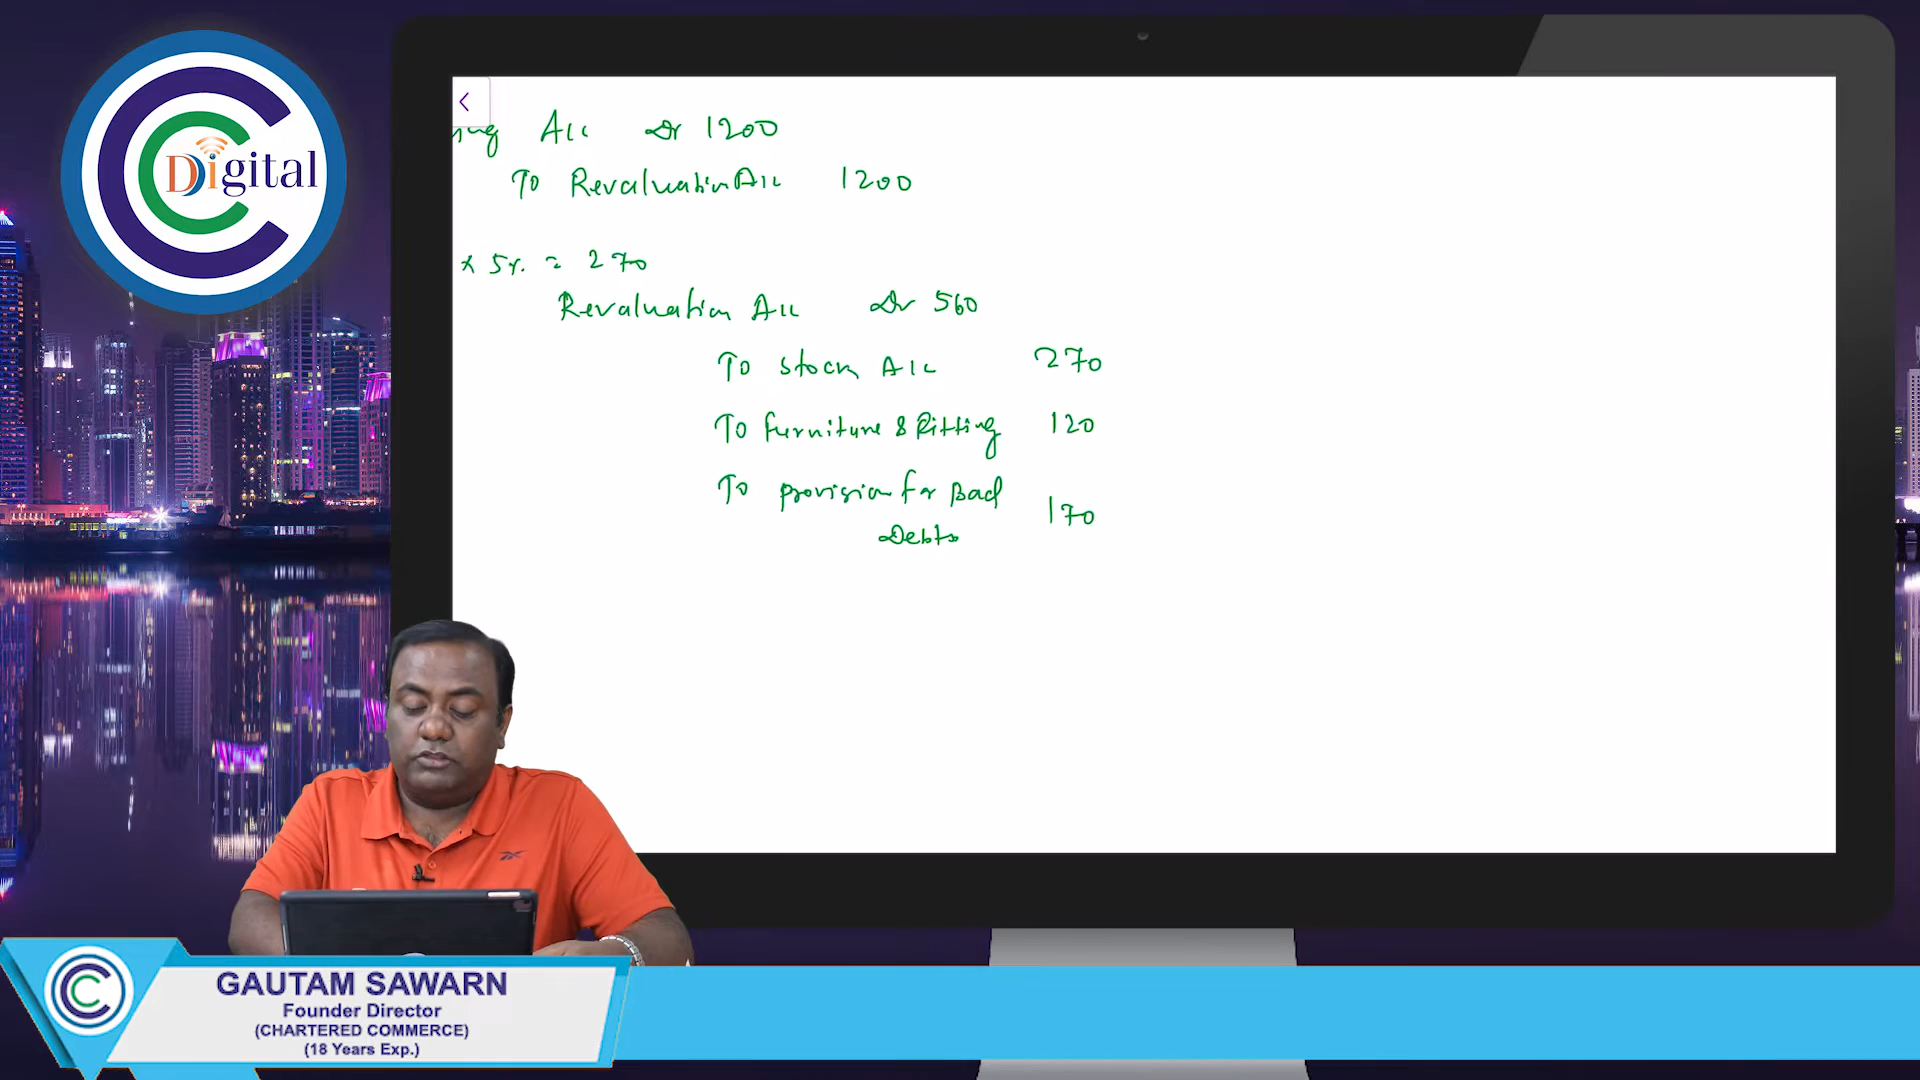 Digital
A/c Dr 1200
To Revaluation A/c 1200
x 5%. = 270
Revaluation A/c Dr 560
To Stock A/c 270
To furniture & Fitting 120
To provision for Bad
Debts 170
GAUTAM SAWARN
Founder Director
(CHARTERED COMMERCE)
(18 Years Exp.)